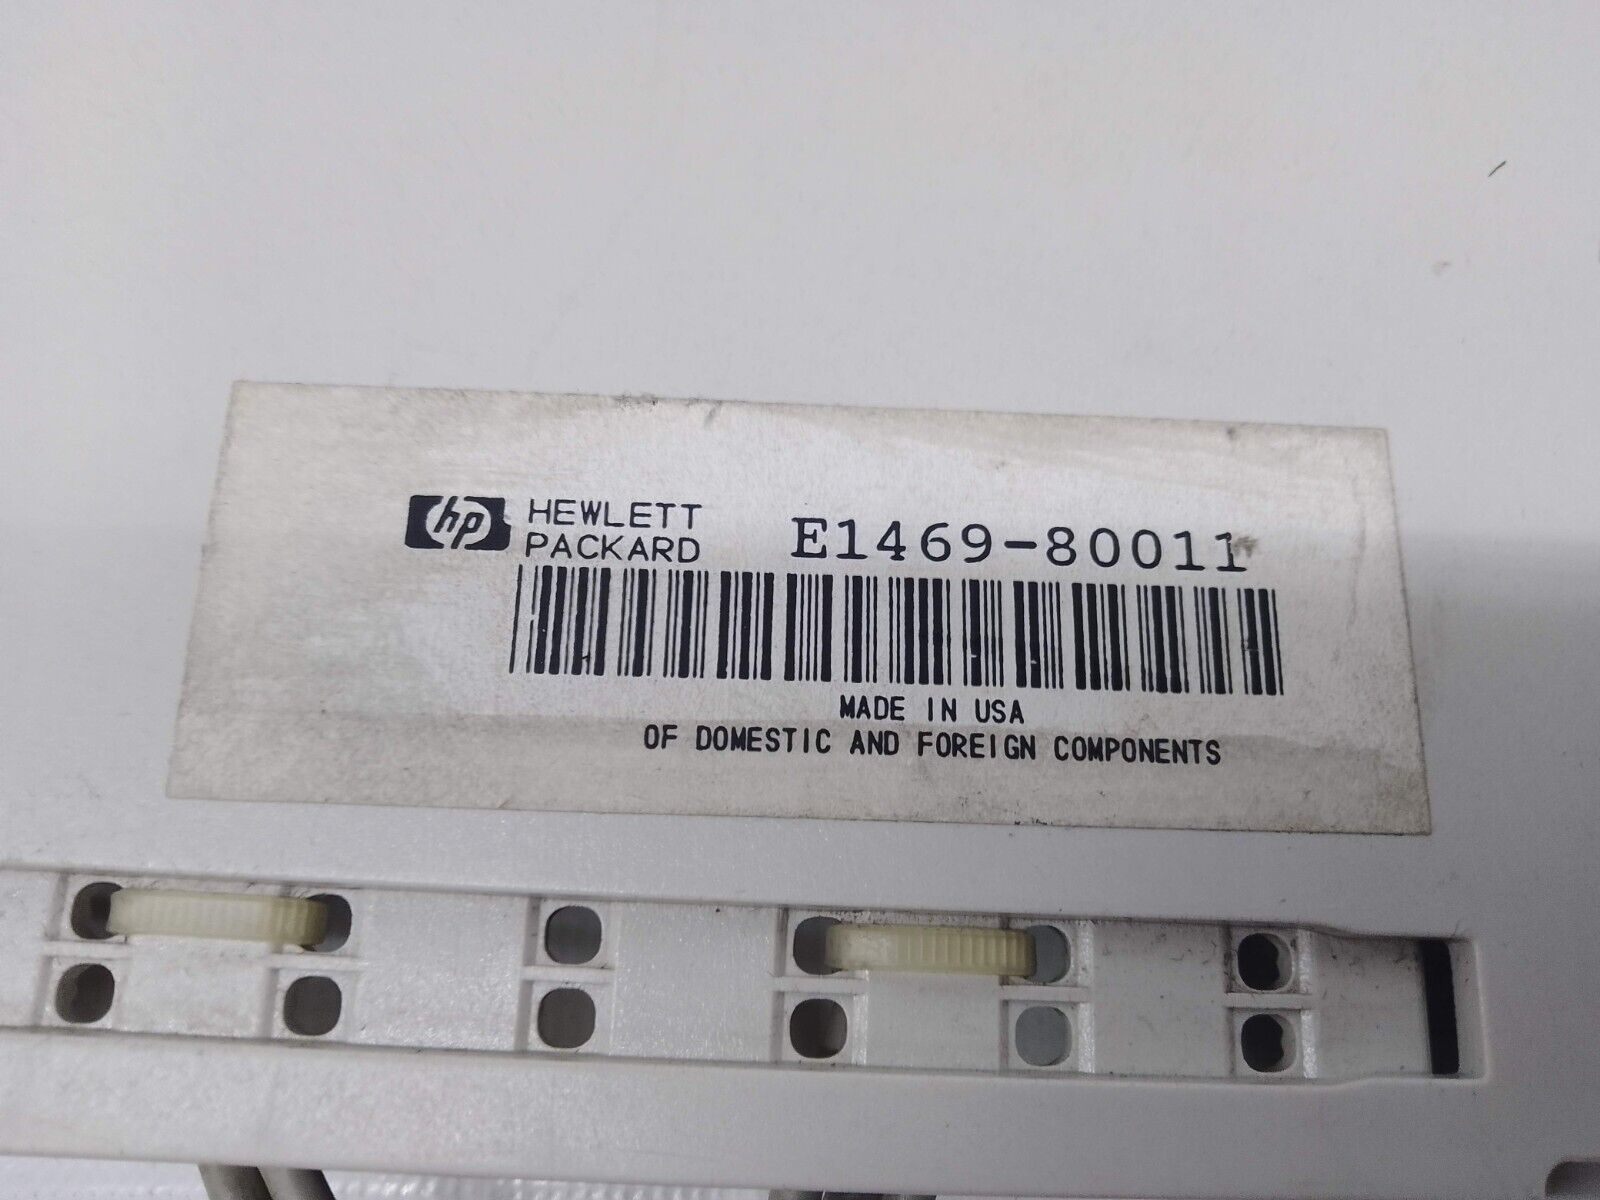 hp HEWLETT
PACKARD
E1469-80011
MADE IN USA
OF DOMESTIC AND FOREIGN COMPONENTS